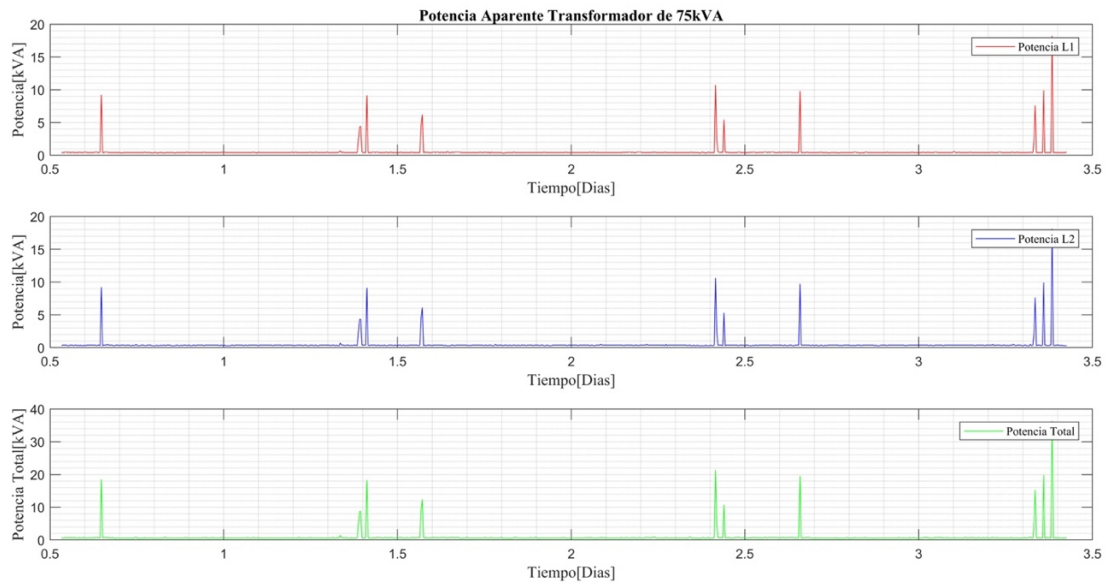 Potencia Aparente Transformador de 75kVA
20
15
10
5
0
Potencia[kVA]
Potencia L1
0.5 1 1.5 2 2.5 3 3.5
Tiempo[Dias]
20
15
10
5
0
Potencia[kVA]
Potencia L2
0.5 1 1.5 2 2.5 3 3.5
Tiempo[Dias]
40
30
20
10
0
Potencia Total[kVA]
Potencia Total
0.5 1 1.5 2 2.5 3 3.5
Tiempo[Dias]